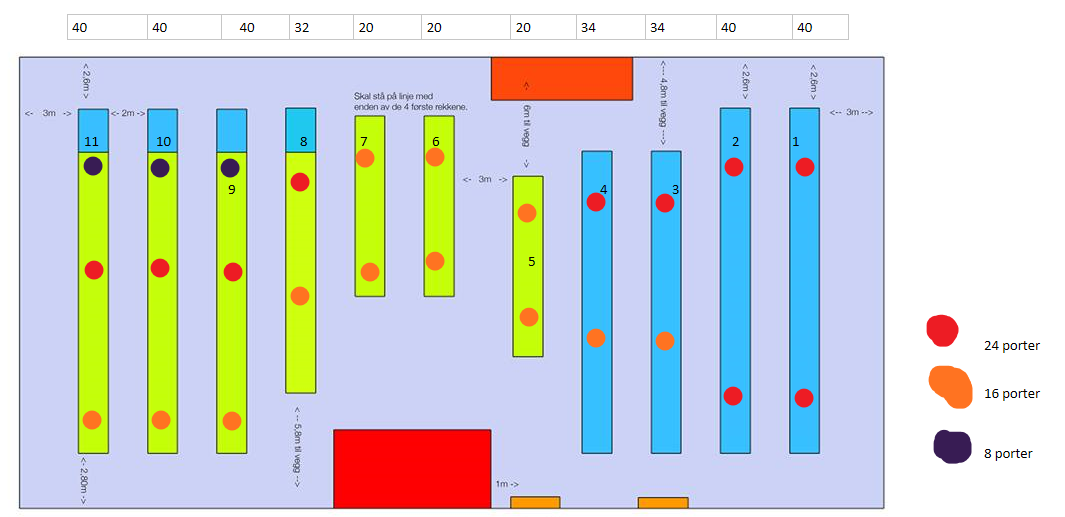 40 40 40 32 20 20 20 34 34 40 40
<- 2,6m >
<- 3m ->
<- 2m ->
Skal stå på linje med
enden av de 4 første rekkene.
<- 6m til vegg ->
<--- 4,8m til vegg --->
<- 2,6m >
<- 2,6m >
<-- 3m -->
11 10 8 7 6 2 1
9
<- 3m ->
4 3
5
24 porter
16 porter
8 porter
<-- 5,8m til vegg --->
<-- 2,80m -->
1m ->